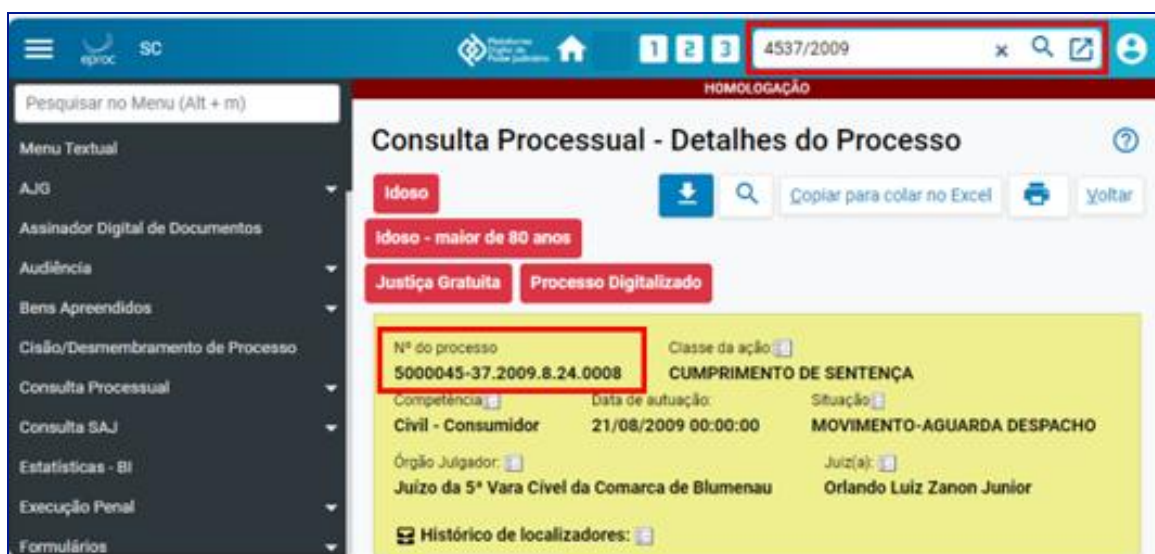 eproc SC 1 2 3 4537/2009 x
HOMOLOGAÇÃO
Pesquisar no Menu (Alt + m)
Menu Textual
AJG
Assinador Digital de Documentos
Audiência
Bens Apreendidos
Cisão/Desmembramento de Processo
Consulta Processual
Consulta SAJ
Estatísticas - BI
Execução Penal
Formulários
Consulta Processual - Detalhes do Processo
Idoso
Copiar para colar no Excel Voltar
Idoso - maior de 80 anos
Justiça Gratuita Processo Digitalizado
Nº do processo Classe da ação:
5000045-37.2009.8.24.0008 CUMPRIMENTO DE SENTENÇA
Competência Data de autuação: Situação
Civil - Consumidor 21/08/2009 00:00:00 MOVIMENTO-AGUARDA DESPACHO
Órgão Julgador: Juiz(a):
Juízo da 5ª Vara Cível da Comarca de Blumenau Orlando Luiz Zanon Junior
Histórico de localizadores: